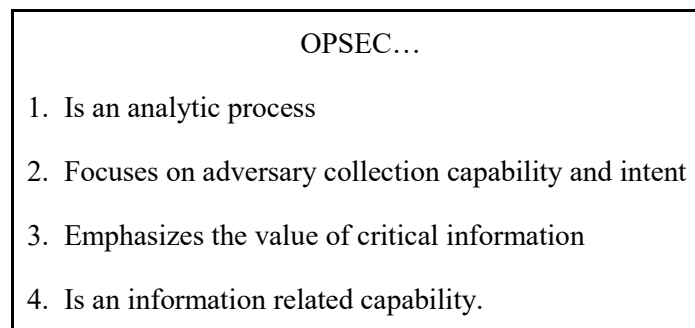 OPSEC…
1. Is an analytic process
2. Focuses on adversary collection capability and intent
3. Emphasizes the value of critical information
4. Is an information related capability.